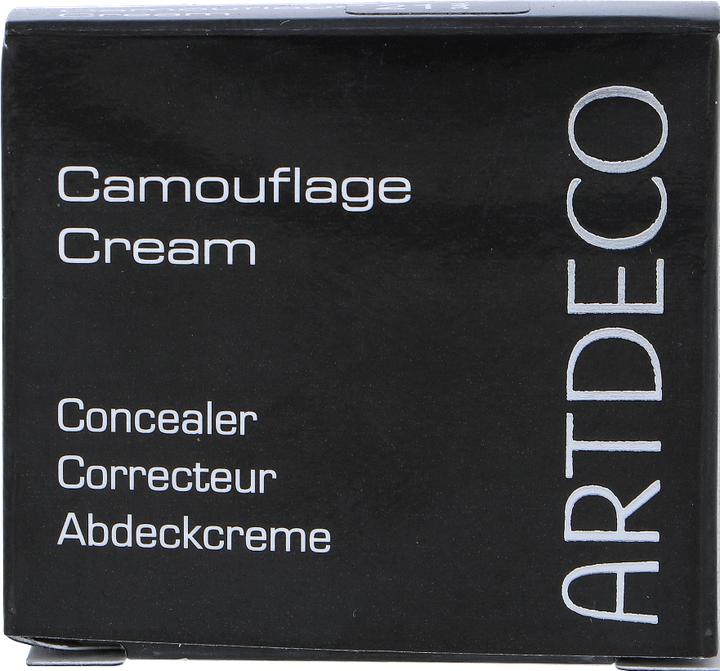 Camouflage
Cream
Concealer
Correcteur
Abdeckcreme
ARTDECO